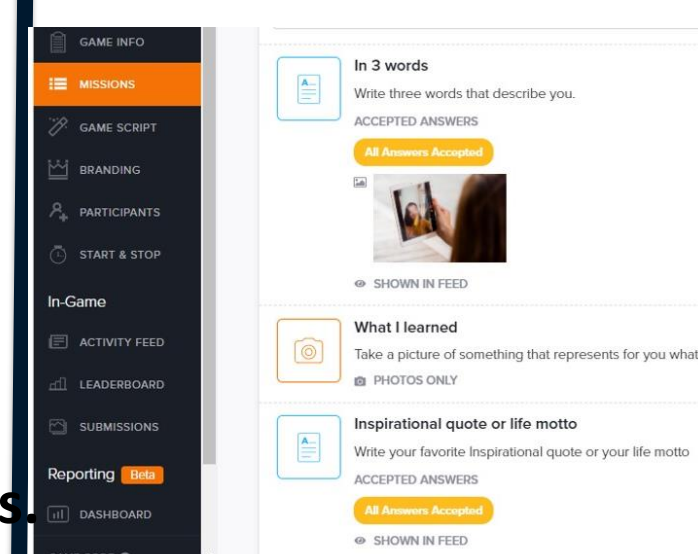 GAME INFO
MISSIONS
GAME SCRIPT
BRANDING
PARTICIPANTS
START & STOP
In-Game
ACTIVITY FEED
LEADERBOARD
SUBMISSIONS
Reporting Beta
DASHBOARD
s.
In 3 words
Write three words that describe you.
ACCEPTED ANSWERS
All Answers Accepted
SHOWN IN FEED
What I learned
Take a picture of something that represents for you what
PHOTOS ONLY
Inspirational quote or life motto
Write your favorite Inspirational quote or your life motto
ACCEPTED ANSWERS
All Answers Accepted
SHOWN IN FEED